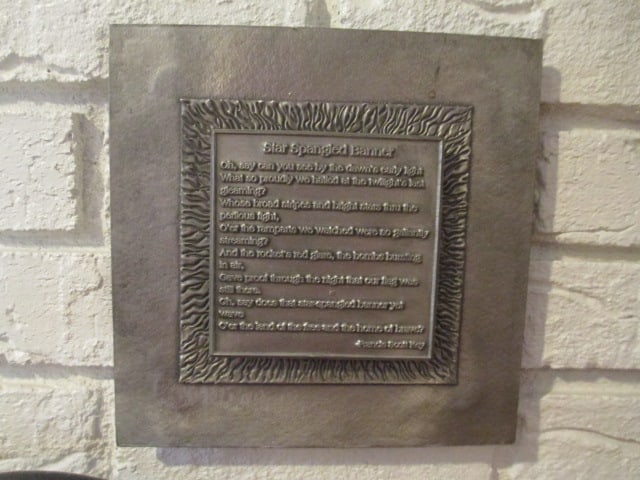 Star Spangled Banner
Oh, say can you see by the dawn's early light
What so proudly we hailed at the twilight's last
gleaming?
Whose broad stripes and bright stars thru the
perilous fight,
O'er the ramparts we watched were so gallantly
streaming?
And the rocket's red glare, the bombs bursting
in air,
Gave proof through the night that our flag was
still there.
Oh, say does that star-spangled banner yet
wave
O'er the land of the free and the home of brave?
-Francis Scott Key